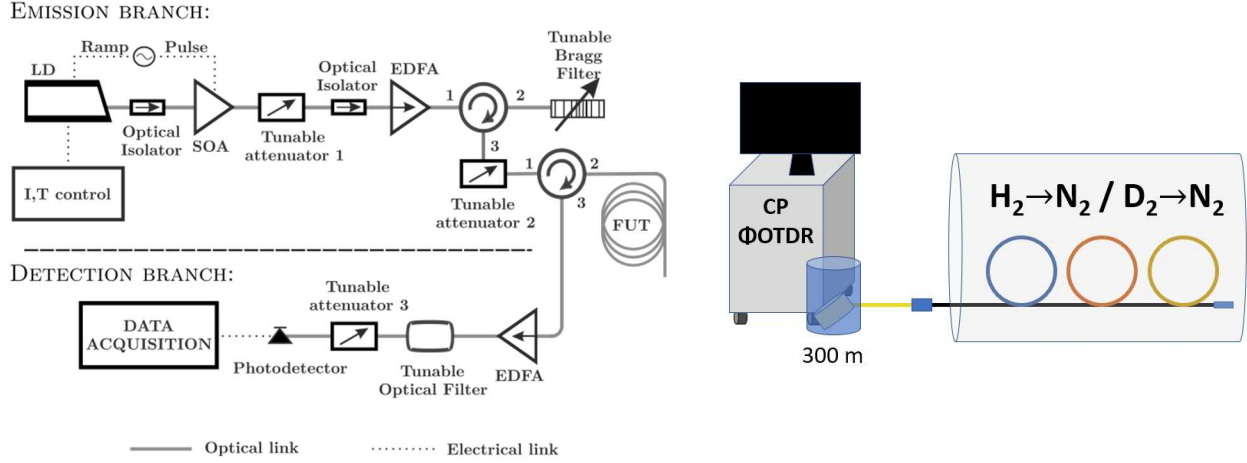 EMISSION BRANCH:
Ramp
Pulse
LD
Optical
Isolator
SOA
Tunable
attenuator 1
Optical
Isolator
EDFA
1
2
3
Tunable
Bragg
Filter
I,T control
Tunable
attenuator 2
1
2
3
FUT
DETECTION BRANCH:
DATA
ACQUISITION
Photodetector
Tunable
attenuator 3
Tunable
Optical Filter
EDFA
Optical link
Electrical link
CP
ΦOTDR
300 m
H₂→N₂ / D₂→N₂